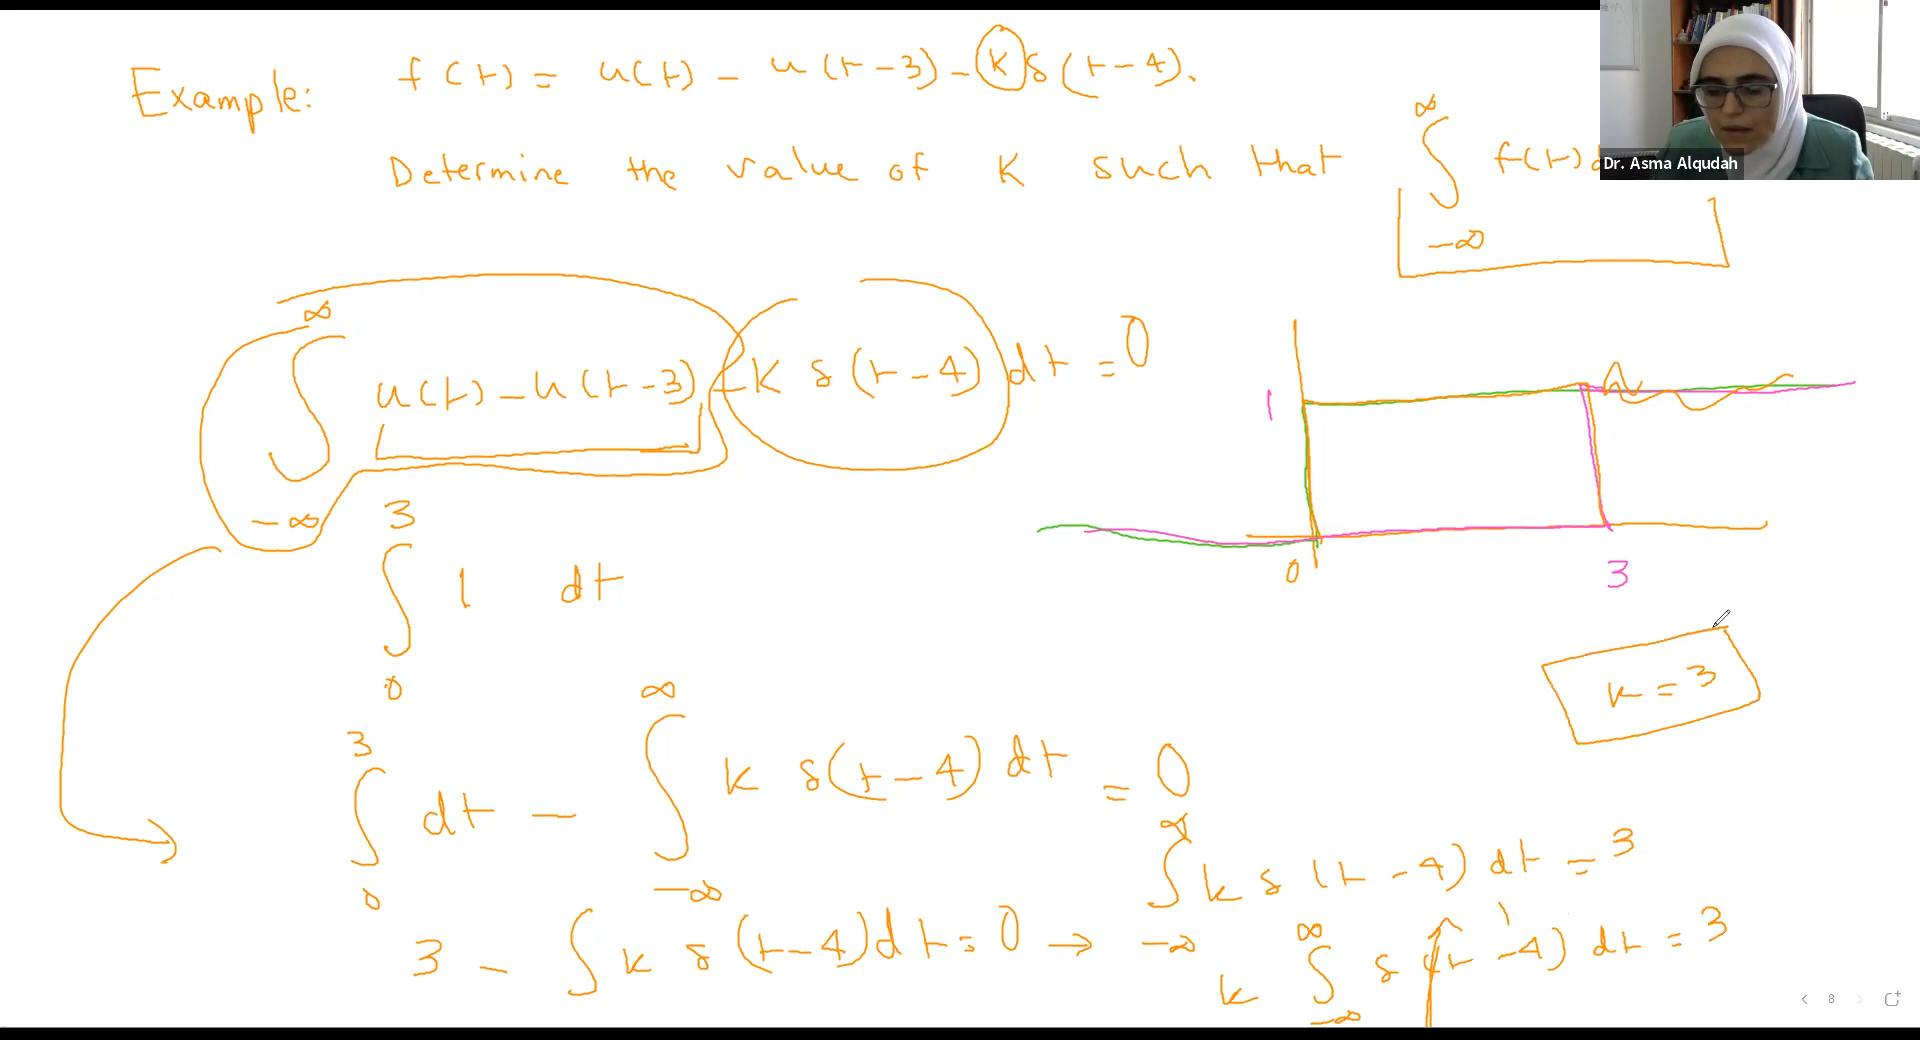 Example: f(t) = u(t) - u(t-3) - k δ(t-4).
Determine the value of K such that ∫ f(t)
∞
-∞
Dr. Asma Alqudah
∞
∫ u(t) - u(t-3) - K δ(t-4) dt = 0
-∞
1
0
3
3
∫ 1 dt
0
k = 3
3 ∞
∫ dt - ∫ k δ(t-4) dt = 0
0 -∞
∞
∫ k δ(t-4) dt = 3
-∞
3 - ∫ k δ(t-4) dt = 0 →
∞ 1
k ∫ δ(t-4) dt = 3
-∞
8